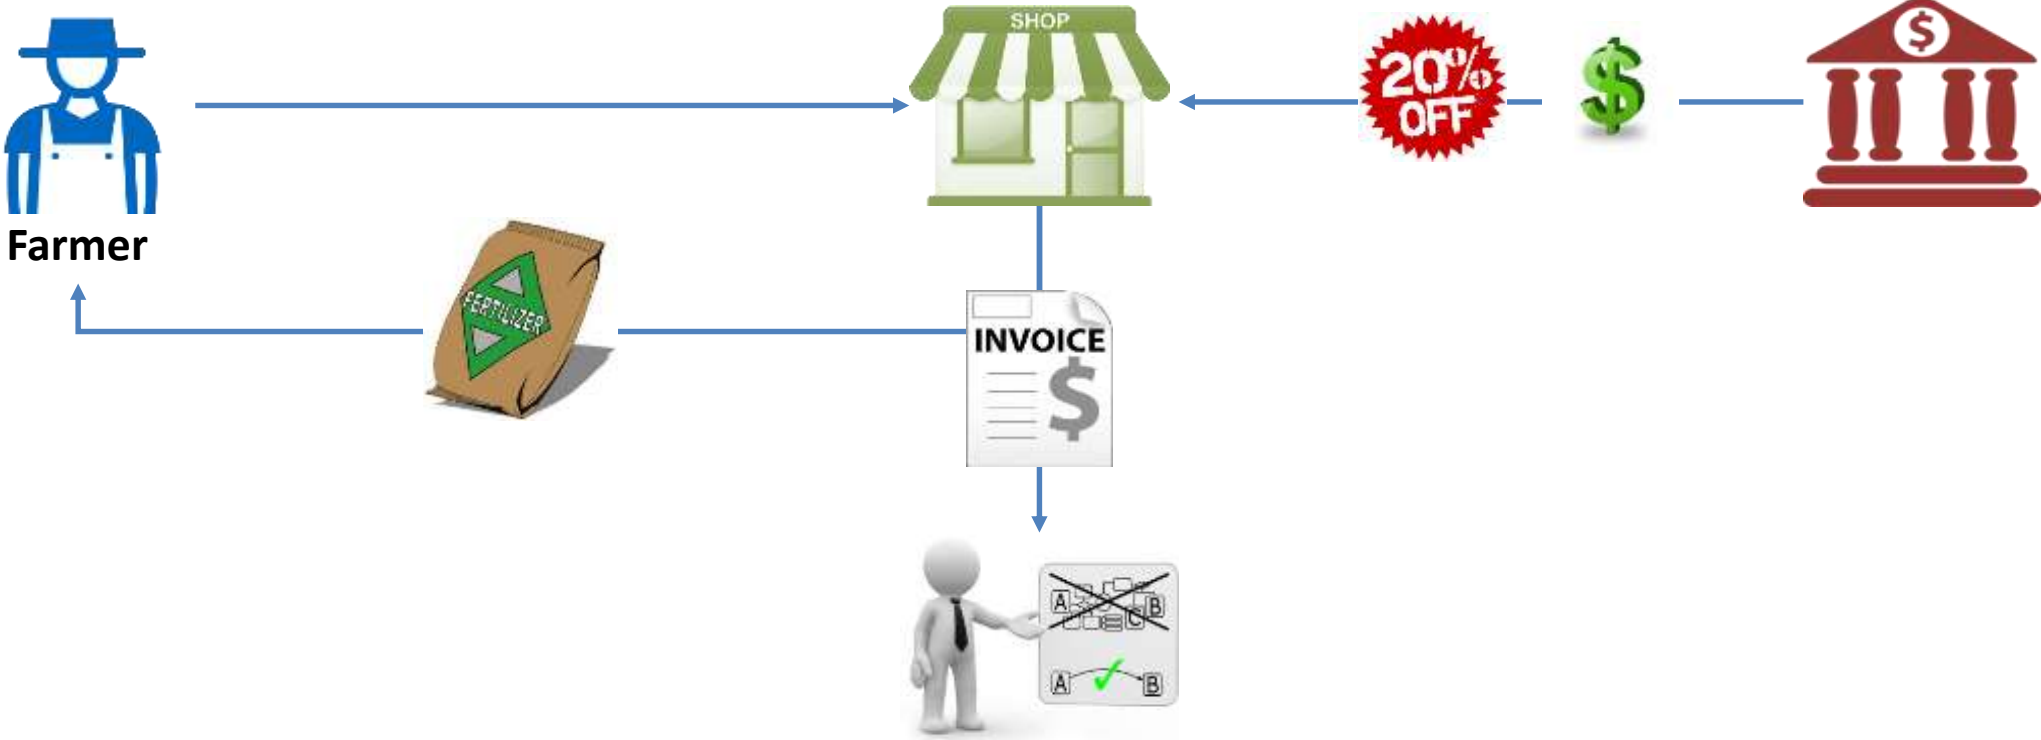 SHOP
20%
OFF
$
$
Farmer
FERTILIZER
INVOICE
$
A
B
C
A
B